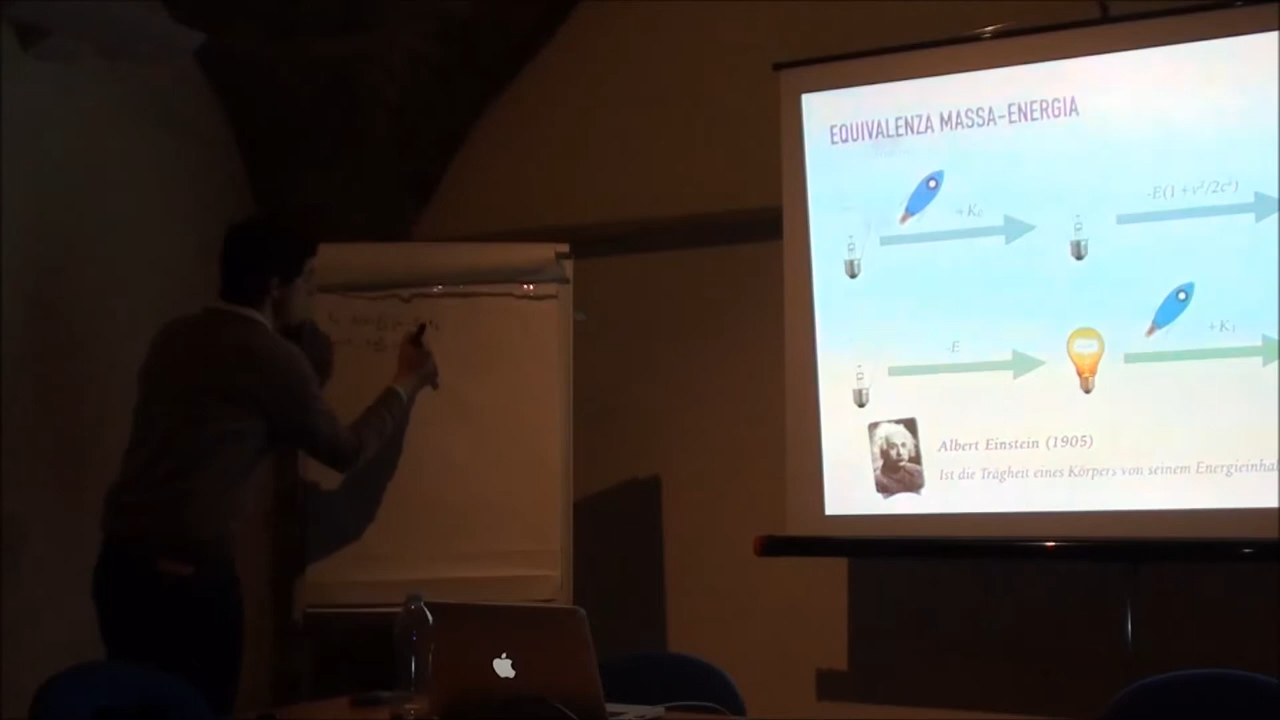 EQUIVALENZA MASSA-ENERGIA
+K₀
-E(1+v²/2c²)
-E
+K₁
Albert Einstein (1905)
Ist die Trägheit eines Körpers von seinem Energieinhal